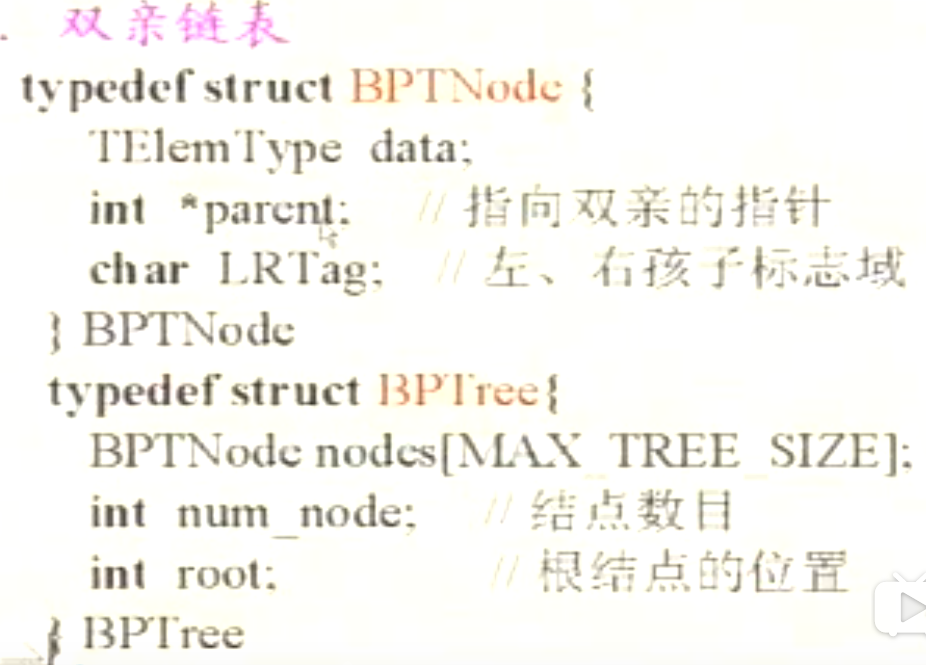 . 双亲链表
typedef struct BPTNode {
TElemType data;
int *parent; // 指向双亲的指针
char LRTag; // 左、右孩子标志域
} BPTNode
typedef struct BPTree{
BPTNode nodes[MAX_TREE_SIZE];
int num_node; // 结点数目
int root; // 根结点的位置
} BPTree